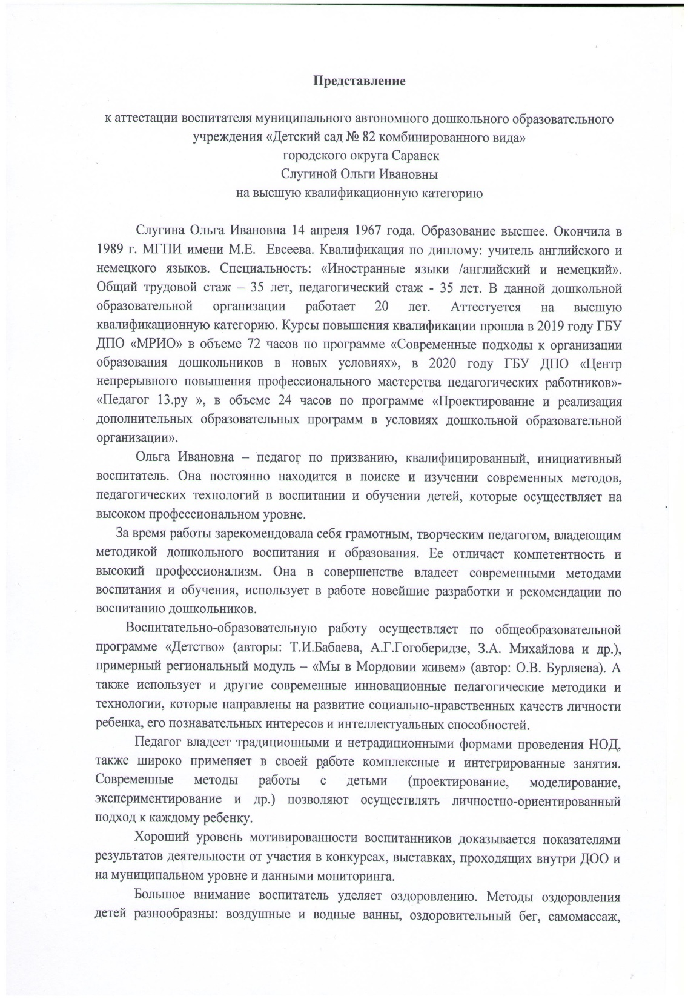 Представление
к аттестации воспитателя муниципального автономного дошкольного образовательного
учреждения «Детский сад № 82 комбинированного вида»
городского округа Саранск
Слугиной Ольги Ивановны
на высшую квалификационную категорию
Слугина Ольга Ивановна 14 апреля 1967 года. Образование высшее. Окончила в
1989 г. МГПИ имени М.Е. Евсеева. Квалификация по диплому: учитель английского и
немецкого языков. Специальность: «Иностранные языки /английский и немецкий».
Общий трудовой стаж – 35 лет, педагогический стаж - 35 лет. В данной дошкольной
образовательной организации работает 20 лет. Аттестуется на высшую
квалификационную категорию. Курсы повышения квалификации прошла в 2019 году ГБУ
ДПО «МРИО» в объеме 72 часов по программе «Современные подходы к организации
образования дошкольников в новых условиях», в 2020 году ГБУ ДПО «Центр
непрерывного повышения профессионального мастерства педагогических работников»-
«Педагог 13.ру », в объеме 24 часов по программе «Проектирование и реализация
дополнительных образовательных программ в условиях дошкольной образовательной
организации».
Ольга Ивановна – педагог по призванию, квалифицированный, инициативный
воспитатель. Она постоянно находится в поиске и изучении современных методов,
педагогических технологий в воспитании и обучении детей, которые осуществляет на
высоком профессиональном уровне.
За время работы зарекомендовала себя грамотным, творческим педагогом, владеющим
методикой дошкольного воспитания и образования. Ее отличает компетентность и
высокий профессионализм. Она в совершенстве владеет современными методами
воспитания и обучения, использует в работе новейшие разработки и рекомендации по
воспитанию дошкольников.
Воспитательно-образовательную работу осуществляет по общеобразовательной
программе «Детство» (авторы: Т.И.Бабаева, А.Г.Гогоберидзе, З.А. Михайлова и др.),
примерный региональный модуль – «Мы в Мордовии живем» (автор: О.В. Бурляева). А
также использует и другие современные инновационные педагогические методики и
технологии, которые направлены на развитие социально-нравственных качеств личности
ребенка, его познавательных интересов и интеллектуальных способностей.
Педагог владеет традиционными и нетрадиционными формами проведения НОД,
также широко применяет в своей работе комплексные и интегрированные занятия.
Современные методы работы с детьми (проектирование, моделирование,
экспериментирование и др.) позволяют осуществлять личностно-ориентированный
подход к каждому ребенку.
Хороший уровень мотивированности воспитанников доказывается показателями
результатов деятельности от участия в конкурсах, выставках, проходящих внутри ДОО и
на муниципальном уровне и данными мониторинга.
Большое внимание воспитатель уделяет оздоровлению. Методы оздоровления
детей разнообразны: воздушные и водные ванны, оздоровительный бег, самомассаж,